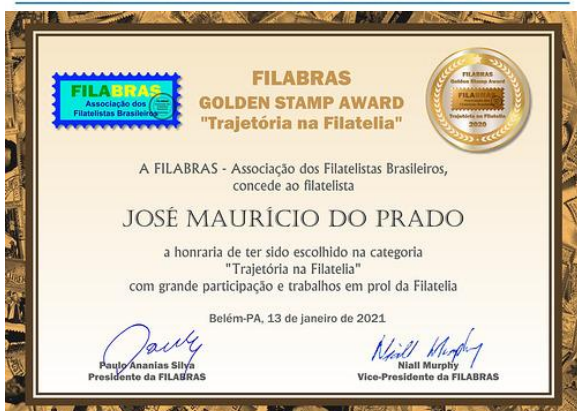 FILABRAS
Associação dos
Filatelistas Brasileiros
FILABRAS
GOLDEN STAMP AWARD
"Trajetória na Filatelia"
FILABRAS
Golden Stamp Award
FILABRAS
Trajetória na Filatelia
2020
A FILABRAS - Associação dos Filatelistas Brasileiros,
concede ao filatelista
JOSÉ MAURÍCIO DO PRADO
a honraria de ter sido escolhido na categoria
"Trajetória na Filatelia"
com grande participação e trabalhos em prol da Filatelia
Belém-PA, 13 de janeiro de 2021
Niall Murphy
Paulo Ananias Silva
Presidente da FILABRAS
Niall Murphy
Vice-Presidente da FILABRAS